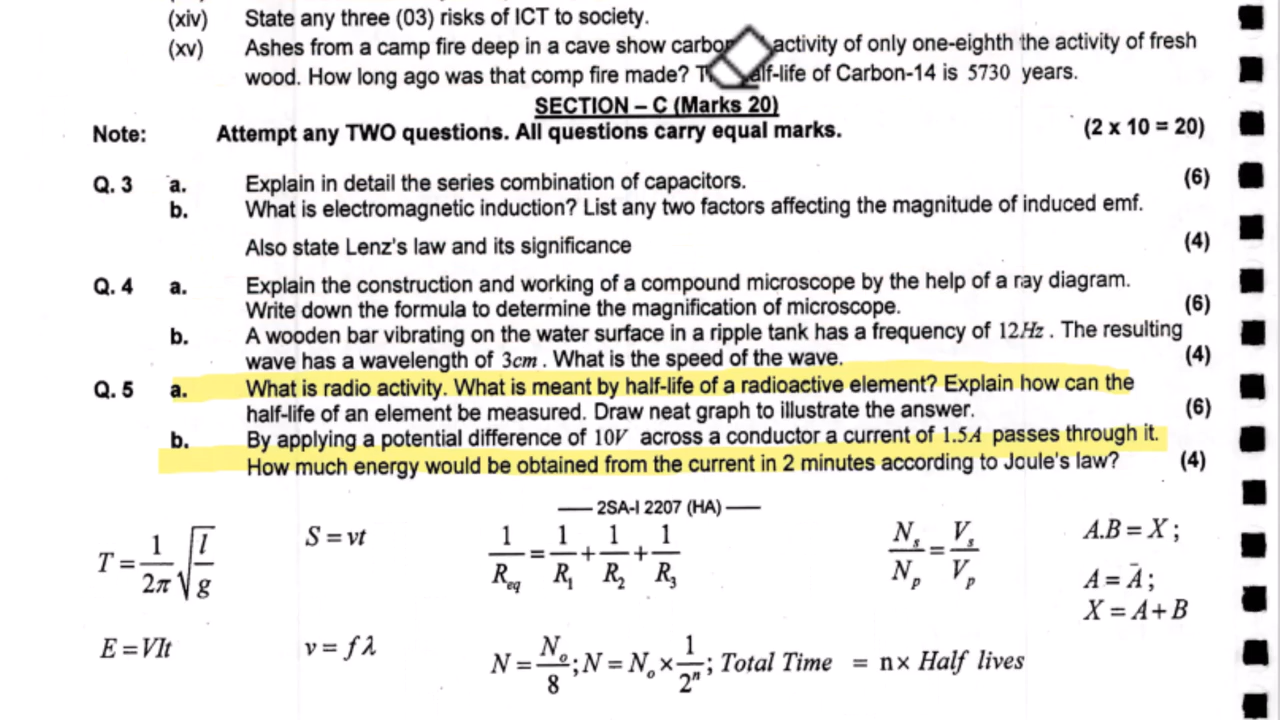 (xiv) State any three (03) risks of ICT to society.
(xv) Ashes from a camp fire deep in a cave show carbon activity of only one-eighth the activity of fresh
wood. How long ago was that comp fire made? half-life of Carbon-14 is 5730 years.
SECTION – C (Marks 20)
Note: Attempt any TWO questions. All questions carry equal marks. (2 x 10 = 20)
Q. 3 a. Explain in detail the series combination of capacitors. (6)
b. What is electromagnetic induction? List any two factors affecting the magnitude of induced emf.
Also state Lenz's law and its significance (4)
Q. 4 a. Explain the construction and working of a compound microscope by the help of a ray diagram.
Write down the formula to determine the magnification of microscope. (6)
b. A wooden bar vibrating on the water surface in a ripple tank has a frequency of 12Hz . The resulting
wave has a wavelength of 3cm . What is the speed of the wave. (4)
Q. 5 a. What is radio activity. What is meant by half-life of a radioactive element? Explain how can the
half-life of an element be measured. Draw neat graph to illustrate the answer. (6)
b. By applying a potential difference of 10V across a conductor a current of 1.5A passes through it.
How much energy would be obtained from the current in 2 minutes according to Joule's law? (4)
—— 2SA-I 2207 (HA) ——
T = 1/2π √(l/g) S = vt 1/R_eq = 1/R₁ + 1/R₂ + 1/R₃ N_s/N_p = V_s/V_p A.B = X ;
A = Ā ;
X = A + B
E = VIt v = f λ N = N_o/8 ; N = N_o × 1/2ⁿ ; Total Time = n× Half lives